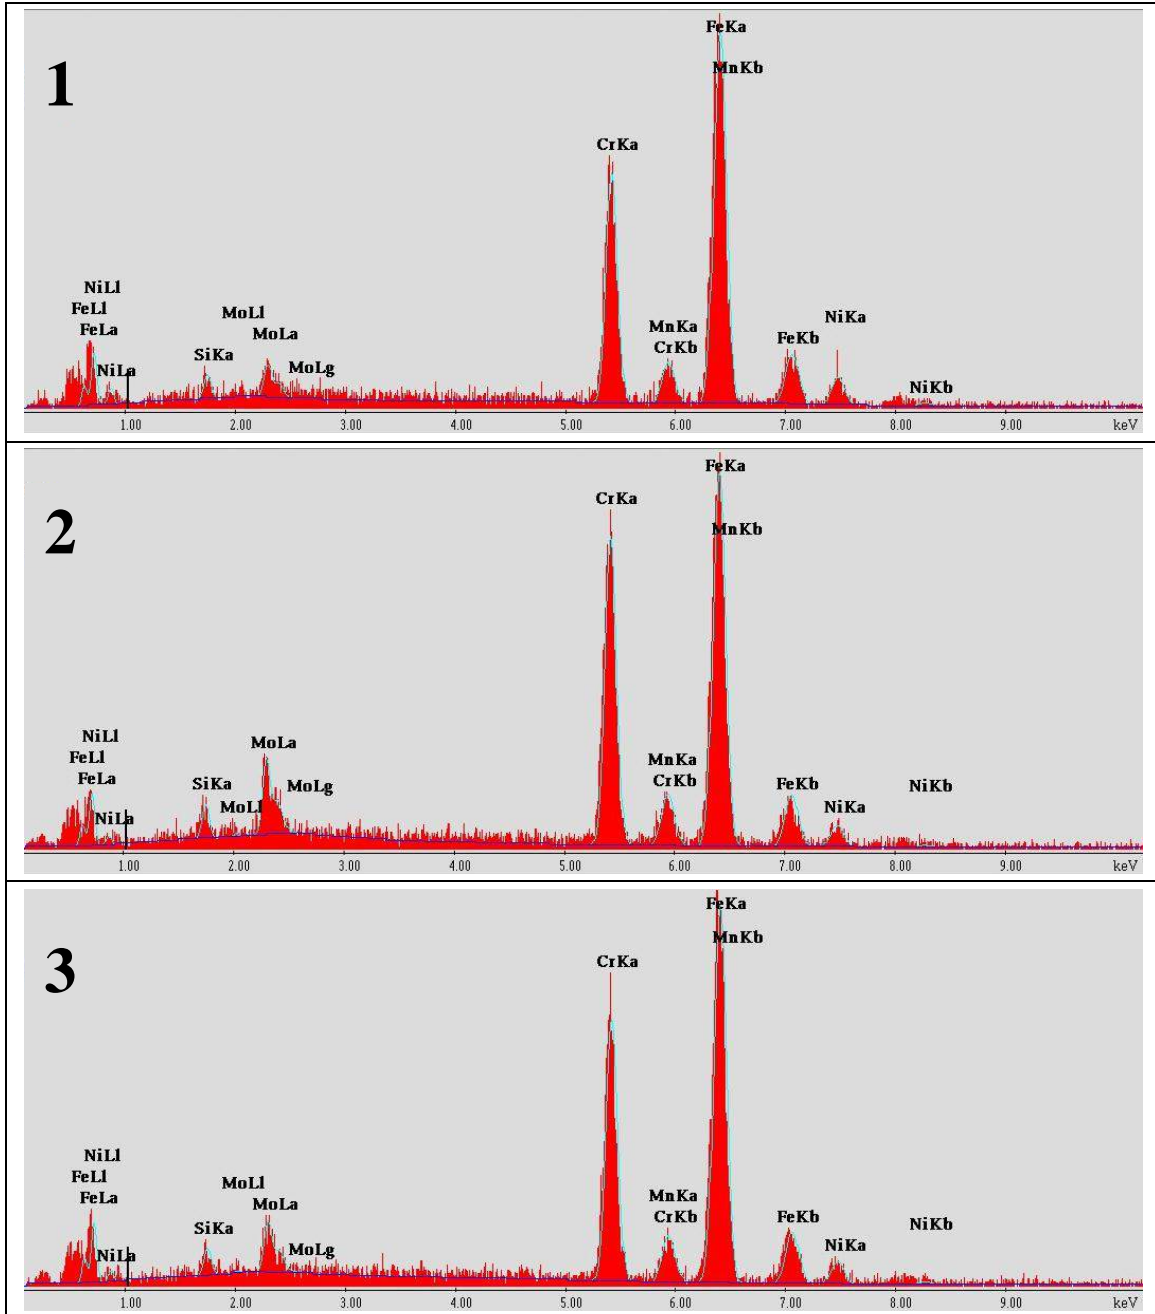 1
FeKa
MnKb
CrKa
NiLl
FeLl
FeLa
NiLa
MoLl
MoLa
SiKa
MoLg
MnKa
CrKb
NiKa
FeKb
NiKb
1.00 2.00 3.00 4.00 5.00 6.00 7.00 8.00 9.00 keV
2
FeKa
CrKa
MnKb
NiLl
FeLl
FeLa
NiLa
MoLa
SiKa
MoLg
MoLl
MnKa
CrKb
FeKb
NiKb
NiKa
1.00 2.00 3.00 4.00 5.00 6.00 7.00 8.00 9.00 keV
3
FeKa
MnKb
CrKa
NiLl
FeLl
FeLa
NiLa
MoLl
MoLa
SiKa
MoLg
MnKa
CrKb
FeKb
NiKb
NiKa
1.00 2.00 3.00 4.00 5.00 6.00 7.00 8.00 9.00 keV